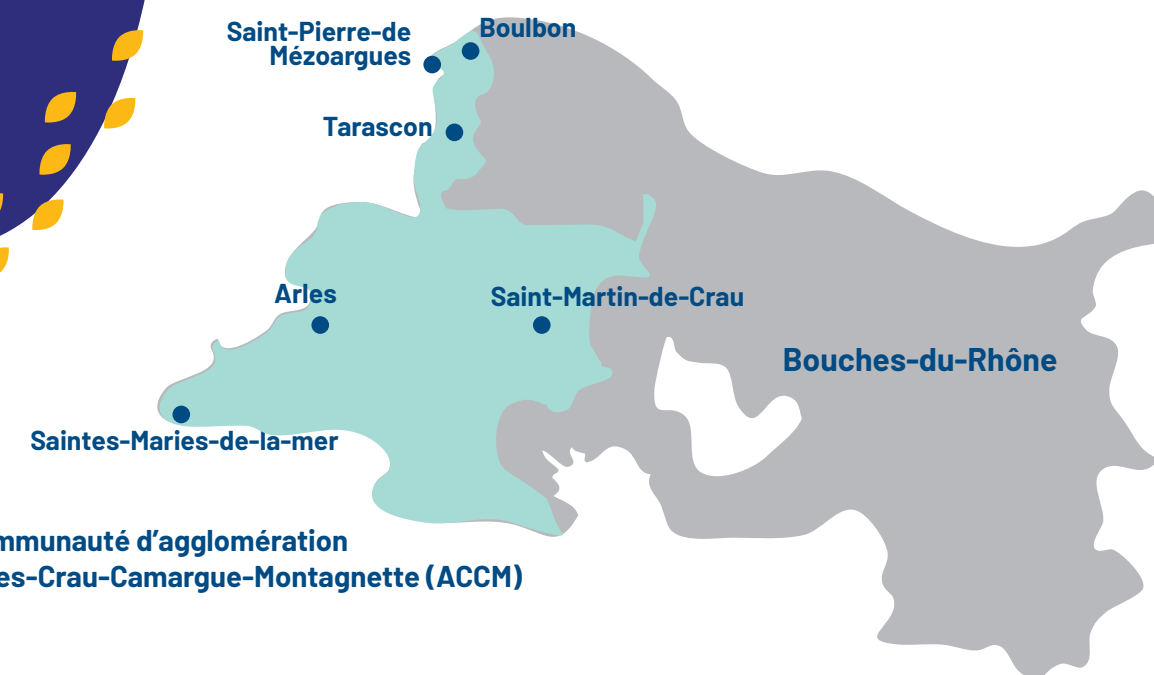 Saint-Pierre-de
Mézoargues
Boulbon
Tarascon
Arles
Saint-Martin-de-Crau
Bouches-du-Rhône
Saintes-Maries-de-la-mer
mmunauté d'agglomération
es-Crau-Camargue-Montagnette (ACCM)